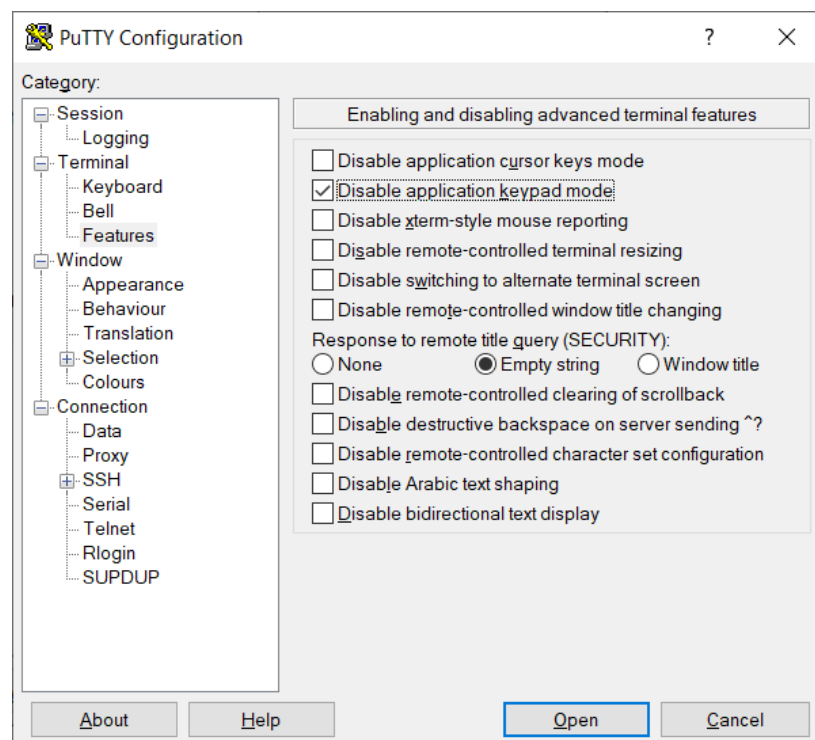 PuTTY Configuration
Category:
Session
Logging
Terminal
Keyboard
Bell
Features
Window
Appearance
Behaviour
Translation
Selection
Colours
Connection
Data
Proxy
SSH
Serial
Telnet
Rlogin
SUPDUP
Enabling and disabling advanced terminal features
Disable application cursor keys mode
Disable application keypad mode
Disable xterm-style mouse reporting
Disable remote-controlled terminal resizing
Disable switching to alternate terminal screen
Disable remote-controlled window title changing
Response to remote title query (SECURITY):
None Empty string Window title
Disable remote-controlled clearing of scrollback
Disable destructive backspace on server sending ^?
Disable remote-controlled character set configuration
Disable Arabic text shaping
Disable bidirectional text display
About Help Open Cancel